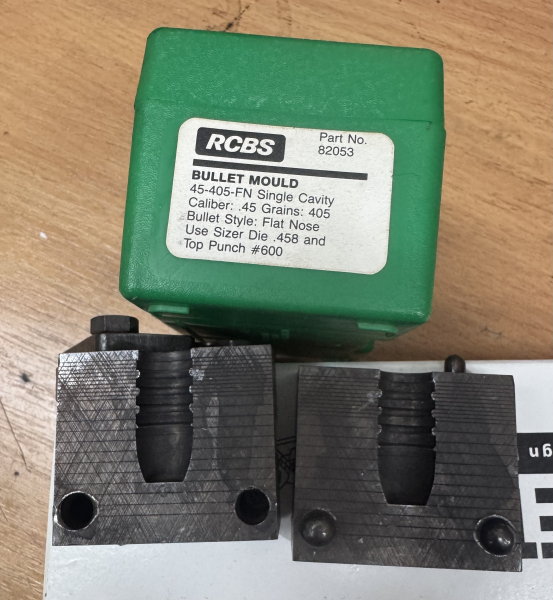 RCBS
Part No.
82053
BULLET MOULD
45-405-FN Single Cavity
Caliber: .45 Grains: 405
Bullet Style: Flat Nose
Use Sizer Die .458 and
Top Punch #600